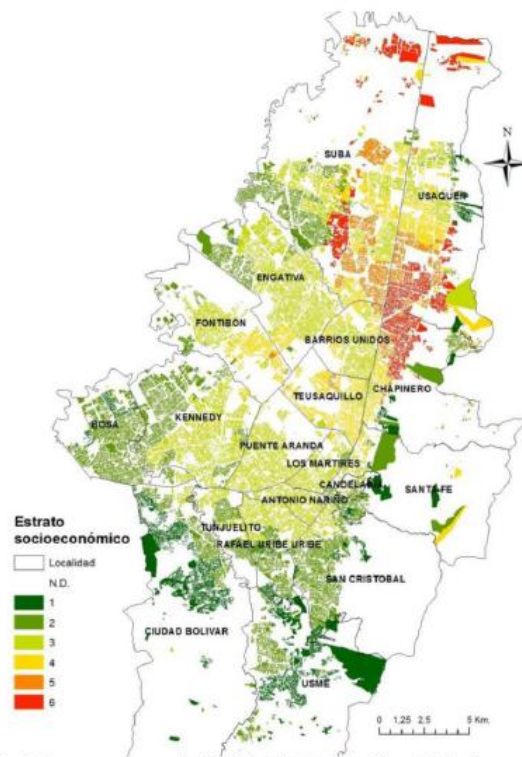 N
SUBA
USAQUEN
ENGATIVA
FONTIBÓN
BARRIOS UNIDOS
TEUSAQUILLO
CHAPINERO
BOSA
KENNEDY
PUENTE ARANDA
LOS MARTIRES
CANDELARIA
SANTA FE
ANTONIO NARIÑO
TUNJUELITO
RAFAEL URIBE URIBE
SAN CRISTOBAL
CIUDAD BOLIVAR
USME
Estrato
socioeconómico
Localidad
N.D.
1
2
3
4
5
6
0 1,25 2,5 5 Km.